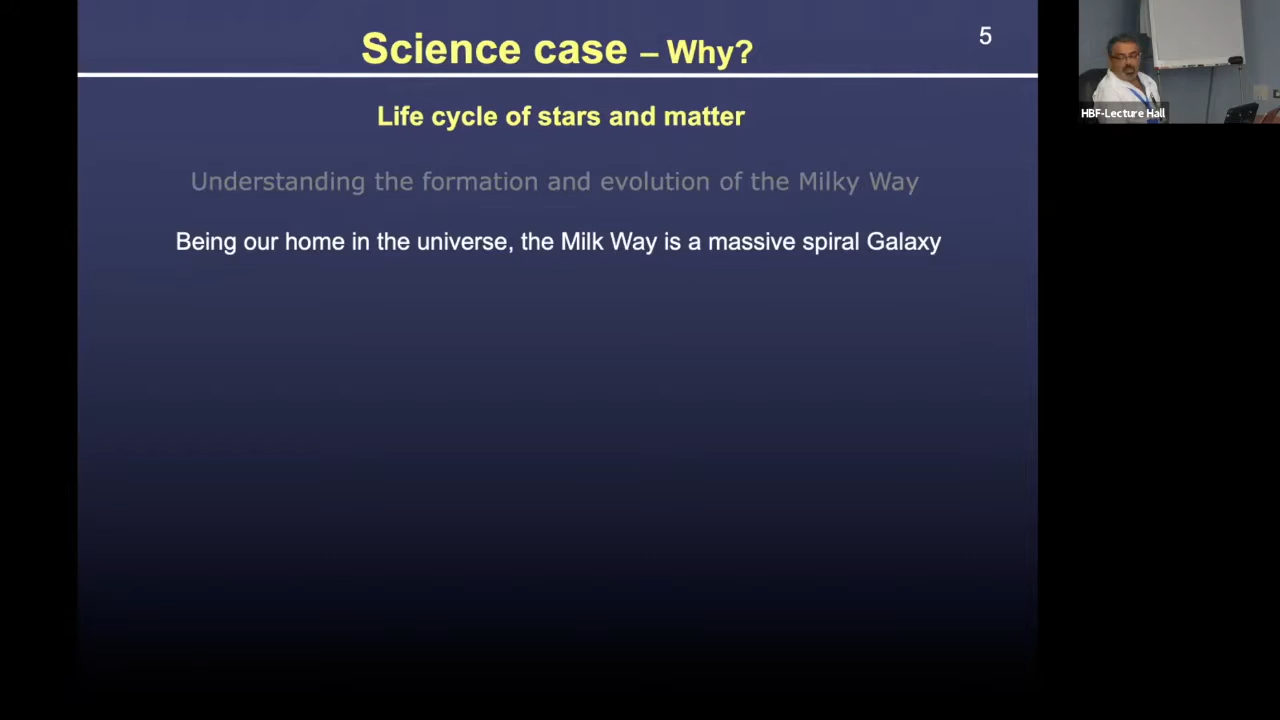 Science case – Why?
5
Life cycle of stars and matter
Understanding the formation and evolution of the Milky Way
Being our home in the universe, the Milk Way is a massive spiral Galaxy
HBF-Lecture Hall